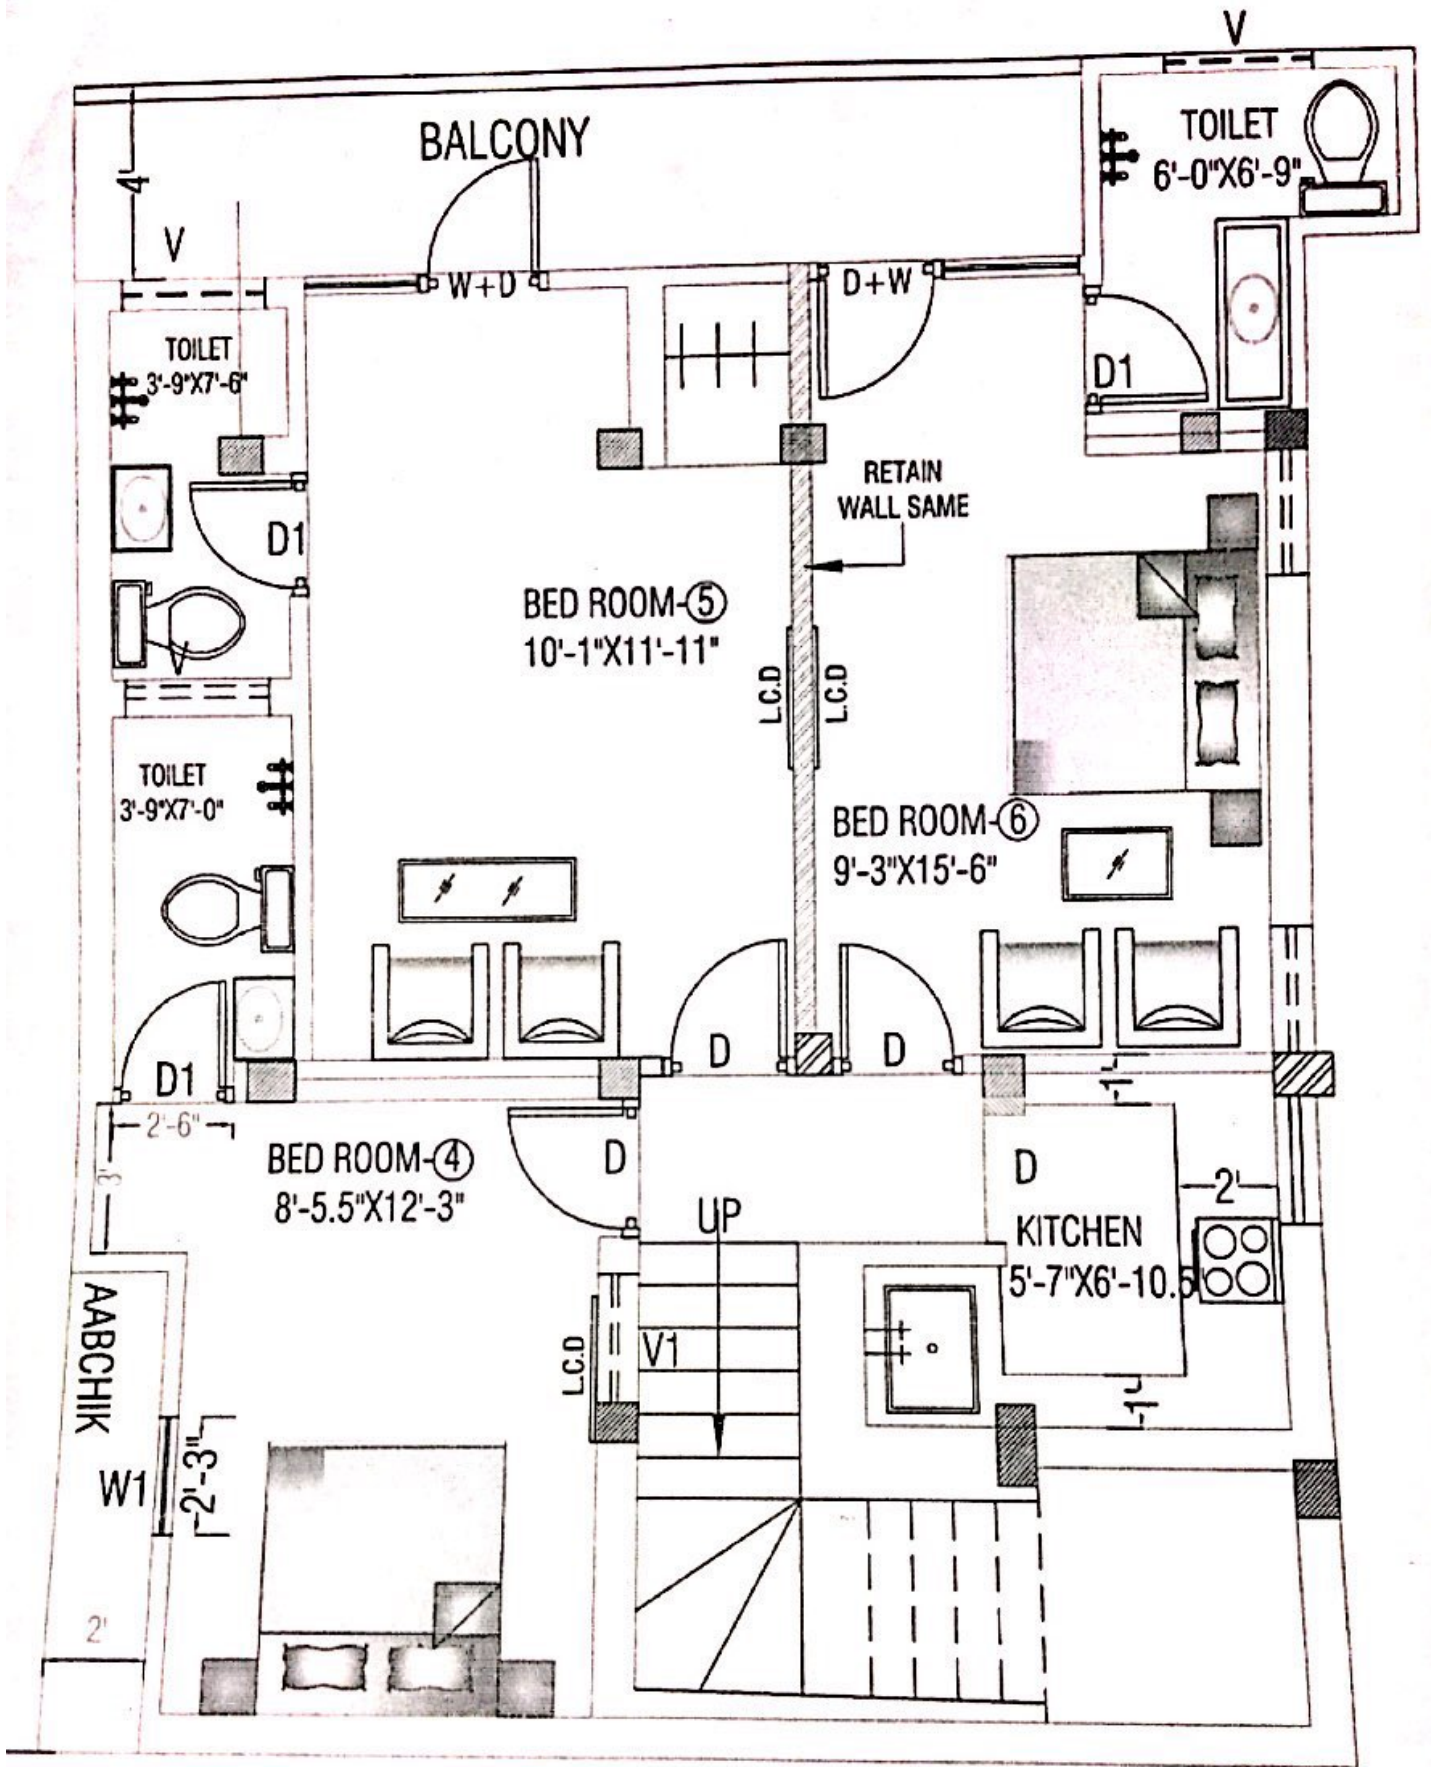 V
BALCONY
TOILET
6'-0"X6'-9"
4'
V
W+D
D+W
TOILET
3'-9"X7'-6"
D1
RETAIN
WALL SAME
D1
BED ROOM-5
10'-1"X11'-11"
L.C.D
L.C.D
TOILET
3'-9"X7'-0"
BED ROOM-6
9'-3"X15'-6"
D
D
D1
2'-6"
1'
3'
BED ROOM-4
8'-5.5"X12'-3"
D
D
2'
UP
KITCHEN
5'-7"X6'-10.5
AABCHIK
L.C.D
V1
1'
W1
2'-3"
2'